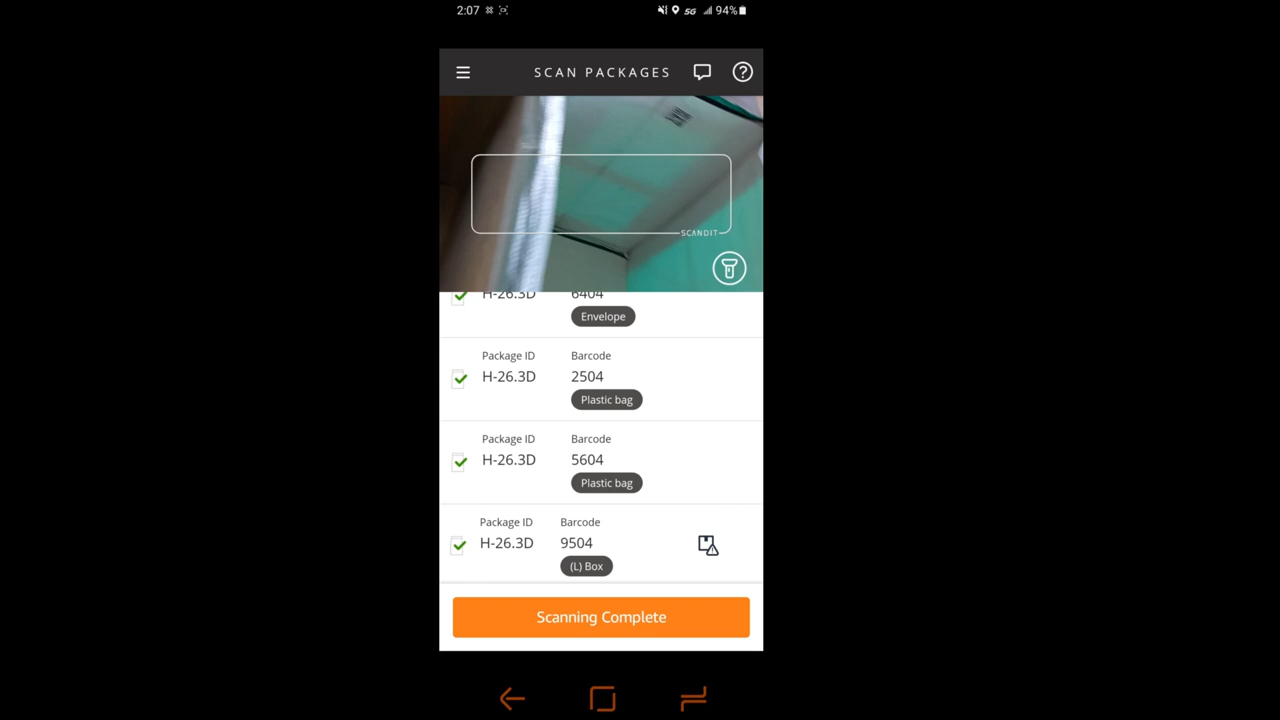 2:07
5G
94%
SCAN PACKAGES
SCANDIT
H-26.3D 6404
Envelope
Package ID Barcode
H-26.3D 2504
Plastic bag
Package ID Barcode
H-26.3D 5604
Plastic bag
Package ID Barcode
H-26.3D 9504
(L) Box
Scanning Complete